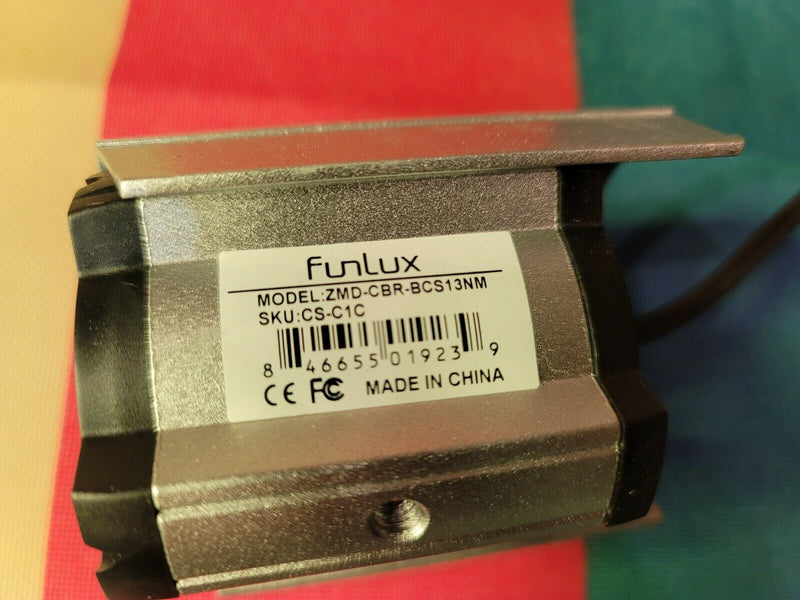 Funlux
MODEL:ZMD-CBR-BCS13NM
SKU:CS-C1C
8 46655 01923 9
CE FC MADE IN CHINA